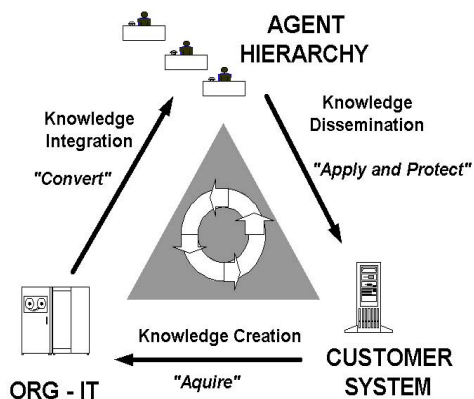 AGENT
HIERARCHY
Knowledge
Integration
"Convert"
Knowledge
Dissemination
"Apply and Protect"
Knowledge Creation
"Aquire"
ORG - IT
CUSTOMER
SYSTEM